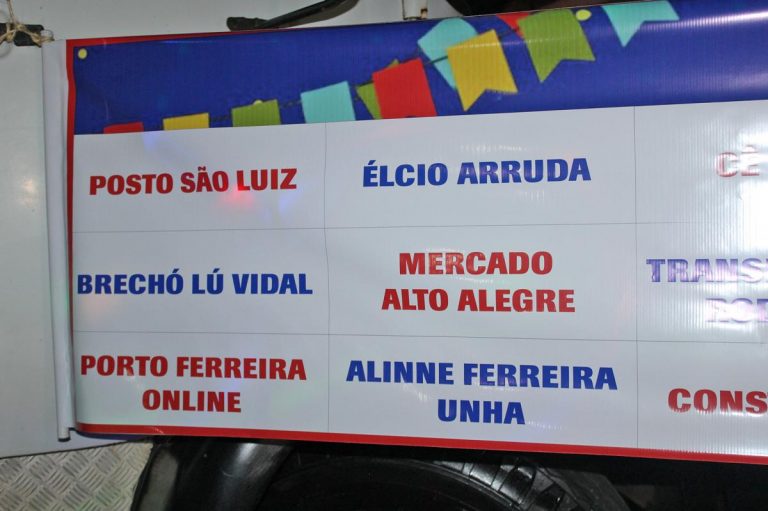 POSTO SÃO LUIZ
ÉLCIO ARRUDA
BRECHÓ LÚ VIDAL
MERCADO
ALTO ALEGRE
PORTO FERREIRA
ONLINE
ALINNE FERREIRA
UNHA